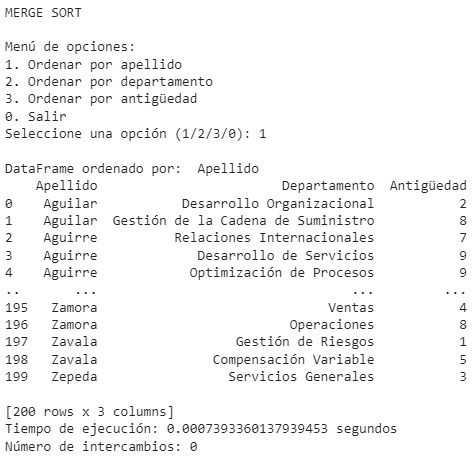 MERGE SORT
Menú de opciones:
1. Ordenar por apellido
2. Ordenar por departamento
3. Ordenar por antigüedad
0. Salir
Seleccione una opción (1/2/3/0): 1
DataFrame ordenado por:  Apellido
Apellido Departamento Antigüedad
0 Aguilar Desarrollo Organizacional 2
1 Aguilar Gestión de la Cadena de Suministro 8
2 Aguirre Relaciones Internacionales 7
3 Aguirre Desarrollo de Servicios 9
4 Aguirre Optimización de Procesos 9
.. ... ... ...
195 Zamora Ventas 4
196 Zamora Operaciones 8
197 Zavala Gestión de Riesgos 1
198 Zavala Compensación Variable 5
199 Zepeda Servicios Generales 3
[200 rows x 3 columns]
Tiempo de ejecución: 0.0007393360137939453 segundos
Número de intercambios: 0